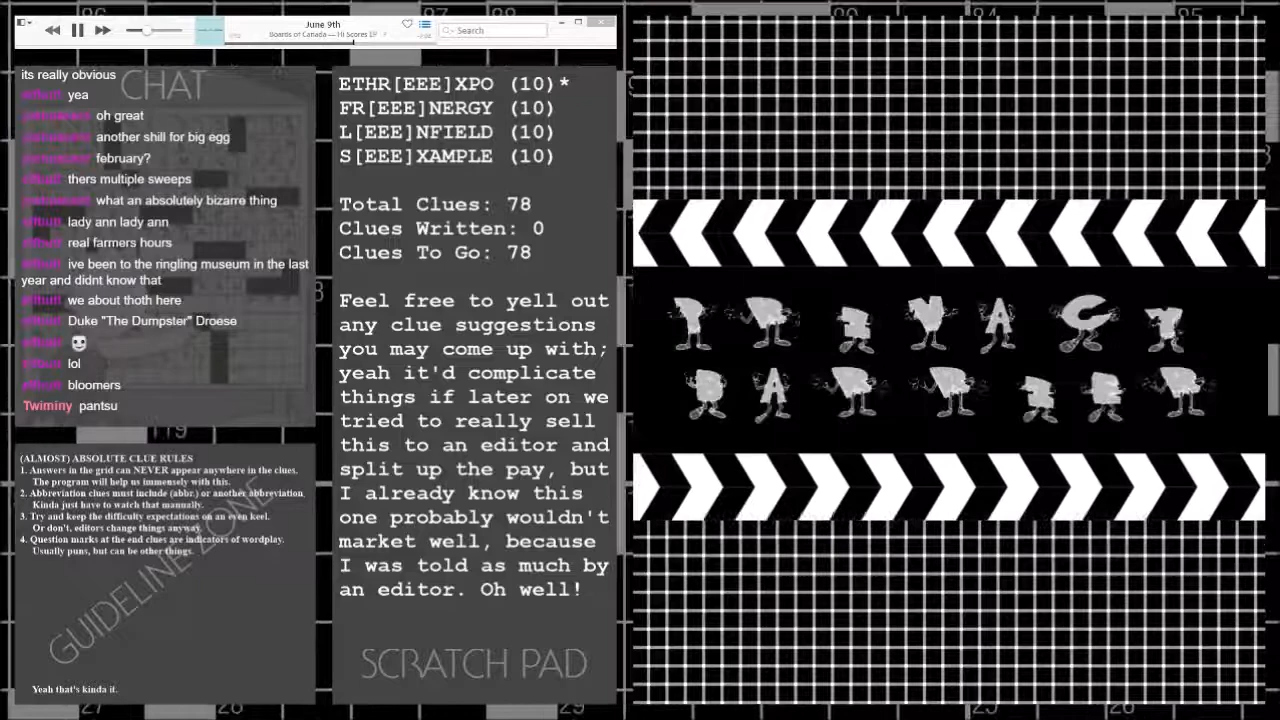 June 9th
Boards of Canada — Hi Scores EP
Search
CHAT
its really obvious
yea
oh great
another shill for big egg
february?
thers multiple sweeps
what an absolutely bizarre thing
lady ann lady ann
real farmers hours
ive been to the ringling museum in the last
year and didnt know that
we about thoth here
Duke "The Dumpster" Droese
lol
bloomers
Twiminy pantsu
(ALMOST) ABSOLUTE CLUE RULES
1. Answers in the grid can NEVER appear anywhere in the clues.
The program will help us immensely with this.
2. Abbreviation clues must include (abbr.) or another abbreviation.
Kinda just have to watch that manually.
3. Try and keep the difficulty expectations on an even keel.
Or don't, editors change things anyway.
4. Question marks at the end clues are indicators of wordplay.
Usually puns, but can be other things.
GUIDELINE ZONE
Yeah that's kinda it.
ETHR[EEE]XPO (10)*
FR[EEE]NERGY (10)
L[EEE]NFIELD (10)
S[EEE]XAMPLE (10)
Total Clues: 78
Clues Written: 0
Clues To Go: 78
Feel free to yell out
any clue suggestions
you may come up with;
yeah it'd complicate
things if later on we
tried to really sell
this to an editor and
split up the pay, but
I already know this
one probably wouldn't
market well, because
I was told as much by
an editor. Oh well!
SCRATCH PAD
119
27
28
29
25
26